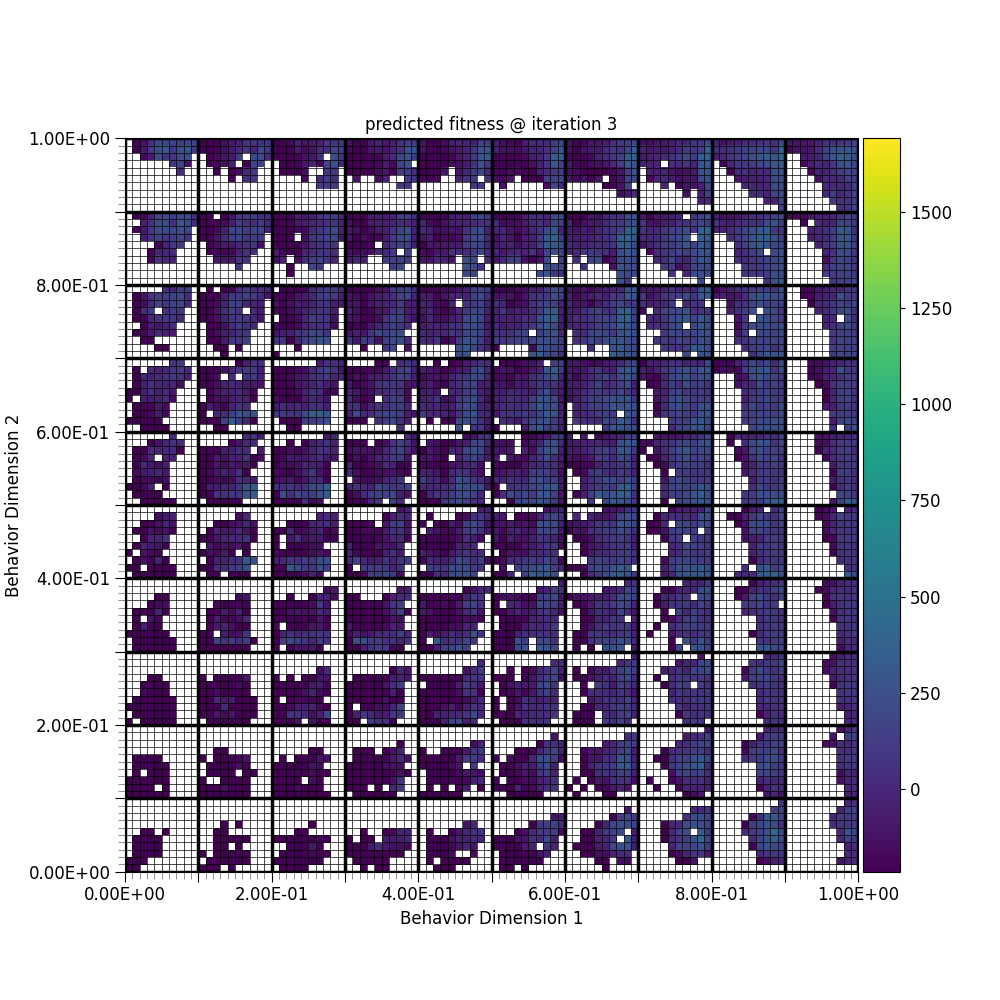 predicted fitness @ iteration 3
1.00E+00
8.00E-01
6.00E-01
4.00E-01
2.00E-01
0.00E+00
Behavior Dimension 2
0.00E+00 2.00E-01 4.00E-01 6.00E-01 8.00E-01 1.00E+00
Behavior Dimension 1
1500
1250
1000
750
500
250
0